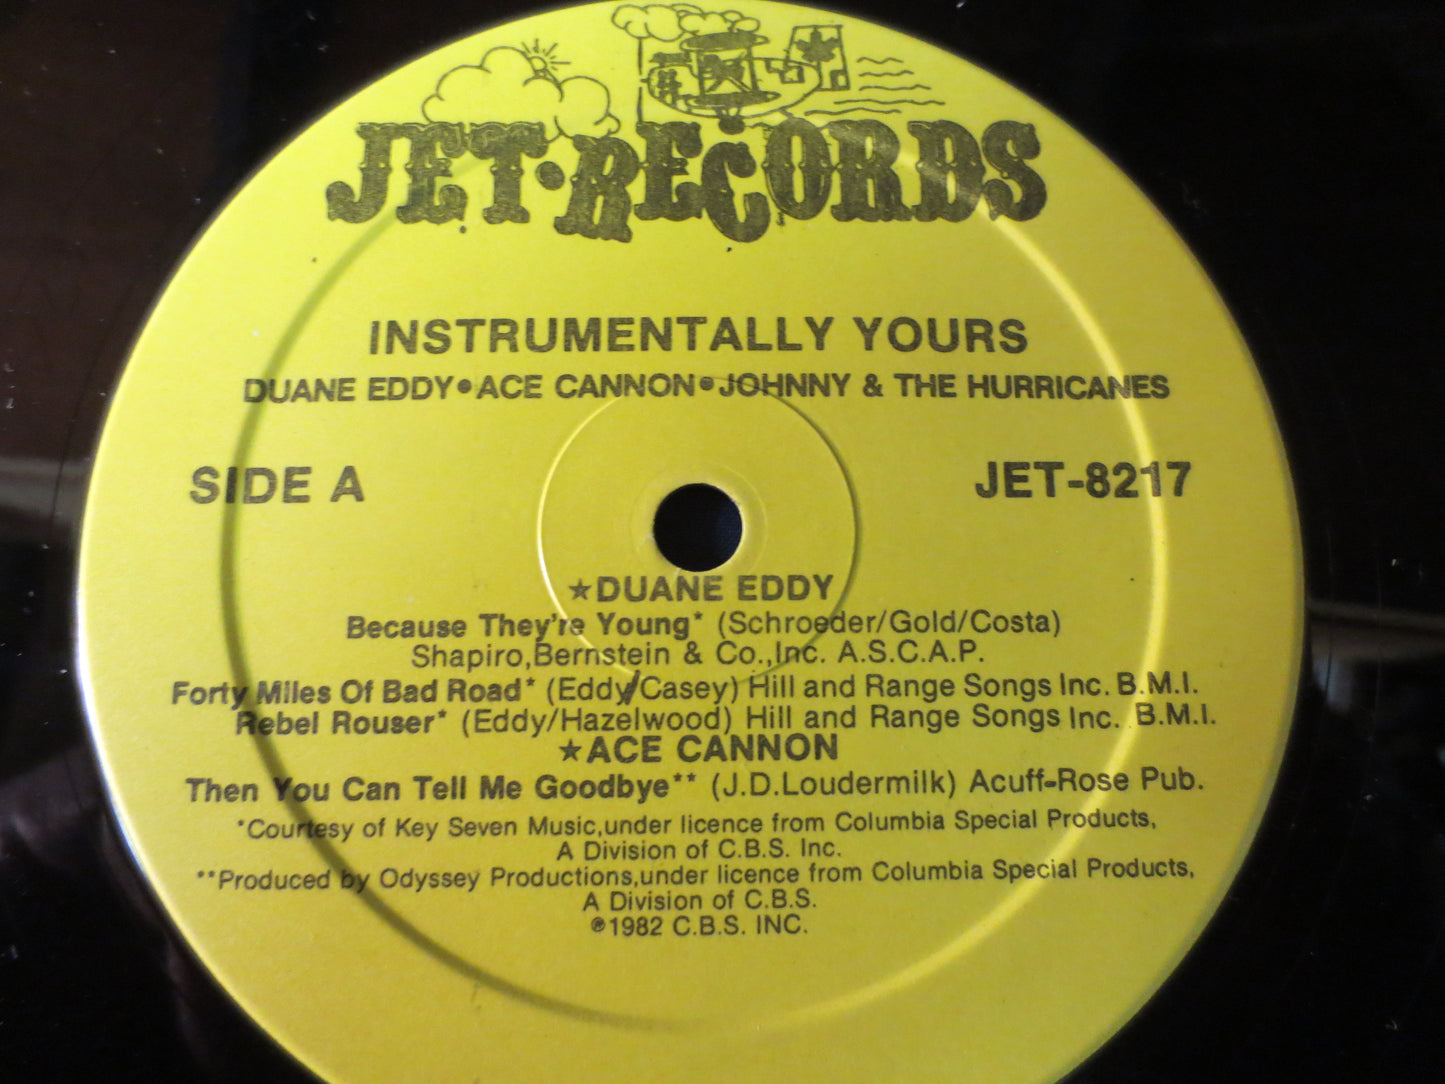 JET·RECORDS
INSTRUMENTALLY YOURS
DUANE EDDY•ACE CANNON•JOHNNY & THE HURRICANES
SIDE A JET-8217
★DUANE EDDY
Because They're Young* (Schroeder/Gold/Costa)
Shapiro,Bernstein & Co.,Inc. A.S.C.A.P.
Forty Miles Of Bad Road* (Eddy/Casey) Hill and Range Songs Inc. B.M.I.
Rebel Rouser* (Eddy/Hazelwood) Hill and Range Songs Inc. B.M.I.
★ACE CANNON
Then You Can Tell Me Goodbye** (J.D.Loudermilk) Acuff-Rose Pub.
*Courtesy of Key Seven Music,under licence from Columbia Special Products,
A Division of C.B.S. Inc.
**Produced by Odyssey Productions,under licence from Columbia Special Products,
A Division of C.B.S.
℗1982 C.B.S. INC.